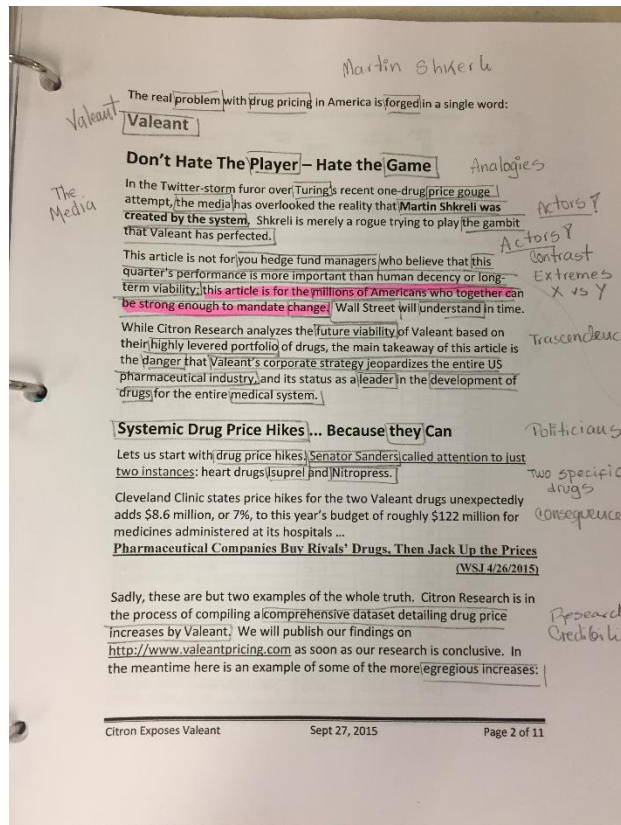 Martin Shkerli
The real problem with drug pricing in America is forged in a single word:
Valeant
Valeant
Don't Hate The Player – Hate the Game
Analogies
In the Twitter-storm furor over Turing's recent one-drug price gouge
The
Media
attempt, the media has overlooked the reality that Martin Shkreli was
Actors?
created by the system, Shkreli is merely a rogue trying to play the gambit
that Valeant has perfected.
Actors?
This article is not for you hedge fund managers who believe that this
Contrast
quarter's performance is more important than human decency or long-
Extremes
term viability; this article is for the millions of Americans who together can
X vs Y
be strong enough to mandate change. Wall Street will understand in time.
While Citron Research analyzes the future viability of Valeant based on
their highly levered portfolio of drugs, the main takeaway of this article is
Trascendenc
the danger that Valeant's corporate strategy jeopardizes the entire US
pharmaceutical industry, and its status as a leader in the development of
drugs for the entire medical system.
Systemic Drug Price Hikes ... Because they Can
Politicians
Lets us start with drug price hikes. Senator Sanders called attention to just
two instances: heart drugs Isuprel and Nitropress.
Two specific
drugs
Cleveland Clinic states price hikes for the two Valeant drugs unexpectedly
adds $8.6 million, or 7%, to this year's budget of roughly $122 million for
Consequence
medicines administered at its hospitals ...
Pharmaceutical Companies Buy Rivals' Drugs, Then Jack Up the Prices
(WSJ 4/26/2015)
Sadly, these are but two examples of the whole truth. Citron Research is in
the process of compiling a comprehensive dataset detailing drug price
Research
increases by Valeant. We will publish our findings on
Credibili
http://www.valeantpricing.com as soon as our research is conclusive. In
the meantime here is an example of some of the more egregious increases:
Citron Exposes Valeant Sept 27, 2015 Page 2 of 11